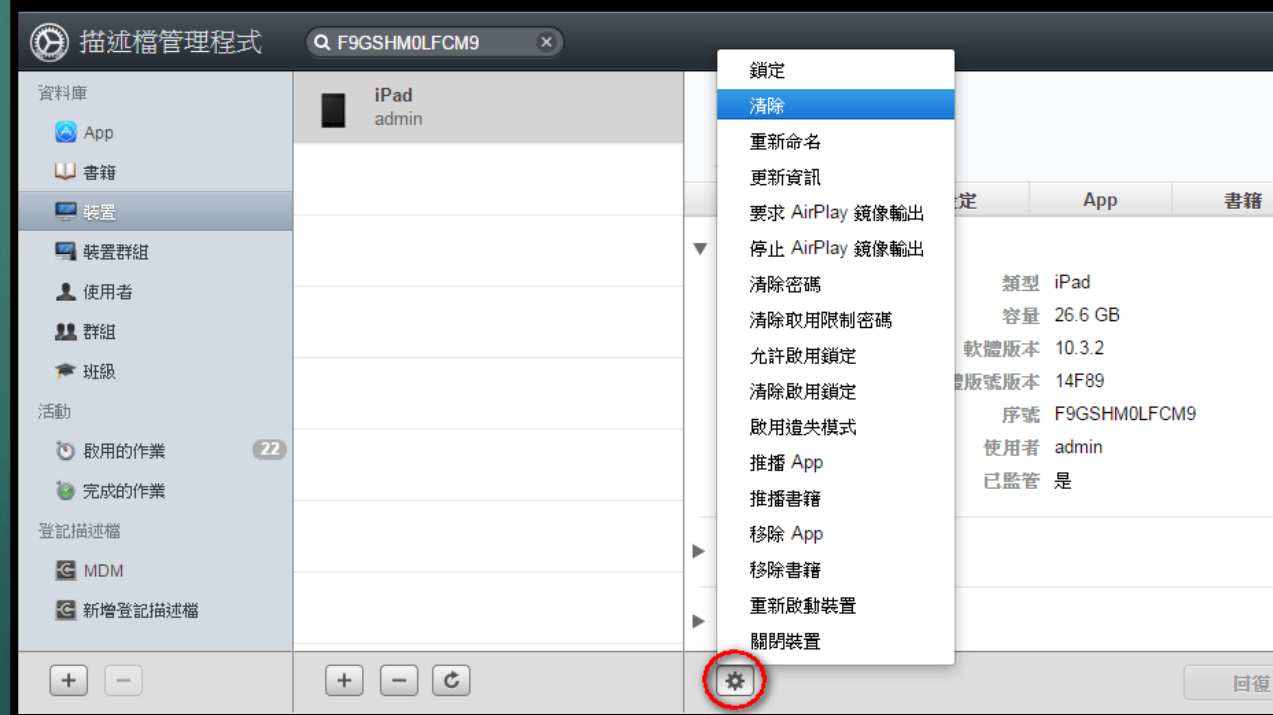 描述檔管理程式
F9GSHM0LFCM9
資料庫
App
書籍
裝置
裝置群組
使用者
群組
班級
活動
啟用的作業 22
完成的作業
登記描述檔
MDM
新增登記描述檔
iPad
admin
鎖定
清除
重新命名
更新資訊
要求 AirPlay 鏡像輸出
停止 AirPlay 鏡像輸出
清除密碼
清除取用限制密碼
允許啟用鎖定
清除啟用鎖定
啟用遺失模式
推播 App
推播書籍
移除 App
移除書籍
重新啟動裝置
關閉裝置
定 App 書籍
類型 iPad
容量 26.6 GB
軟體版本 10.3.2
體版號版本 14F89
序號 F9GSHM0LFCM9
使用者 admin
已監管 是
回復